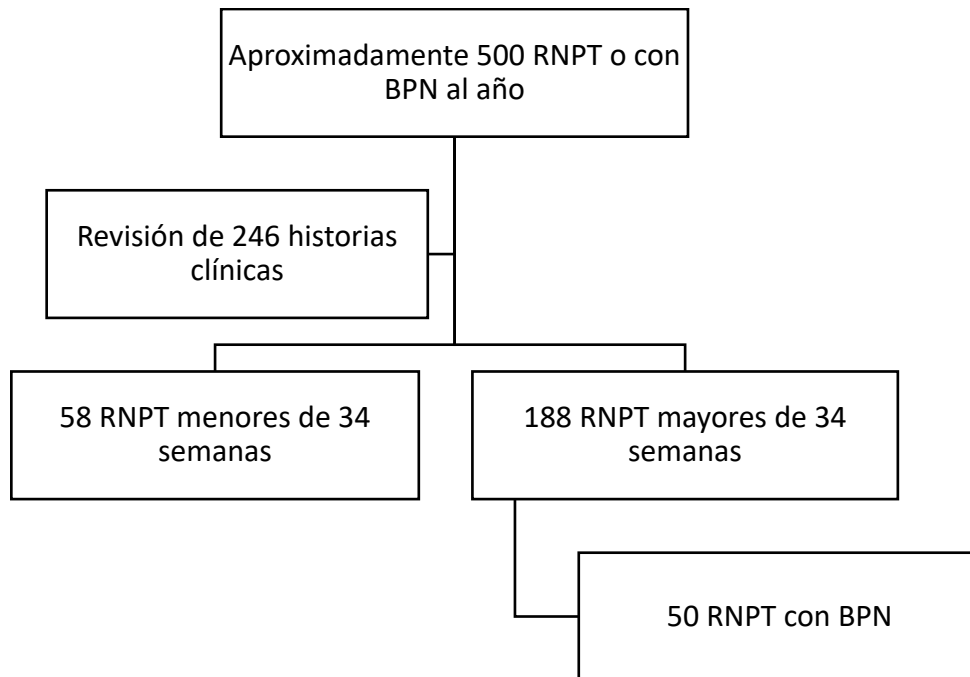 Aproximadamente 500 RNPT o con
BPN al año
Revisión de 246 historias
clínicas
58 RNPT menores de 34
semanas
188 RNPT mayores de 34
semanas
50 RNPT con BPN